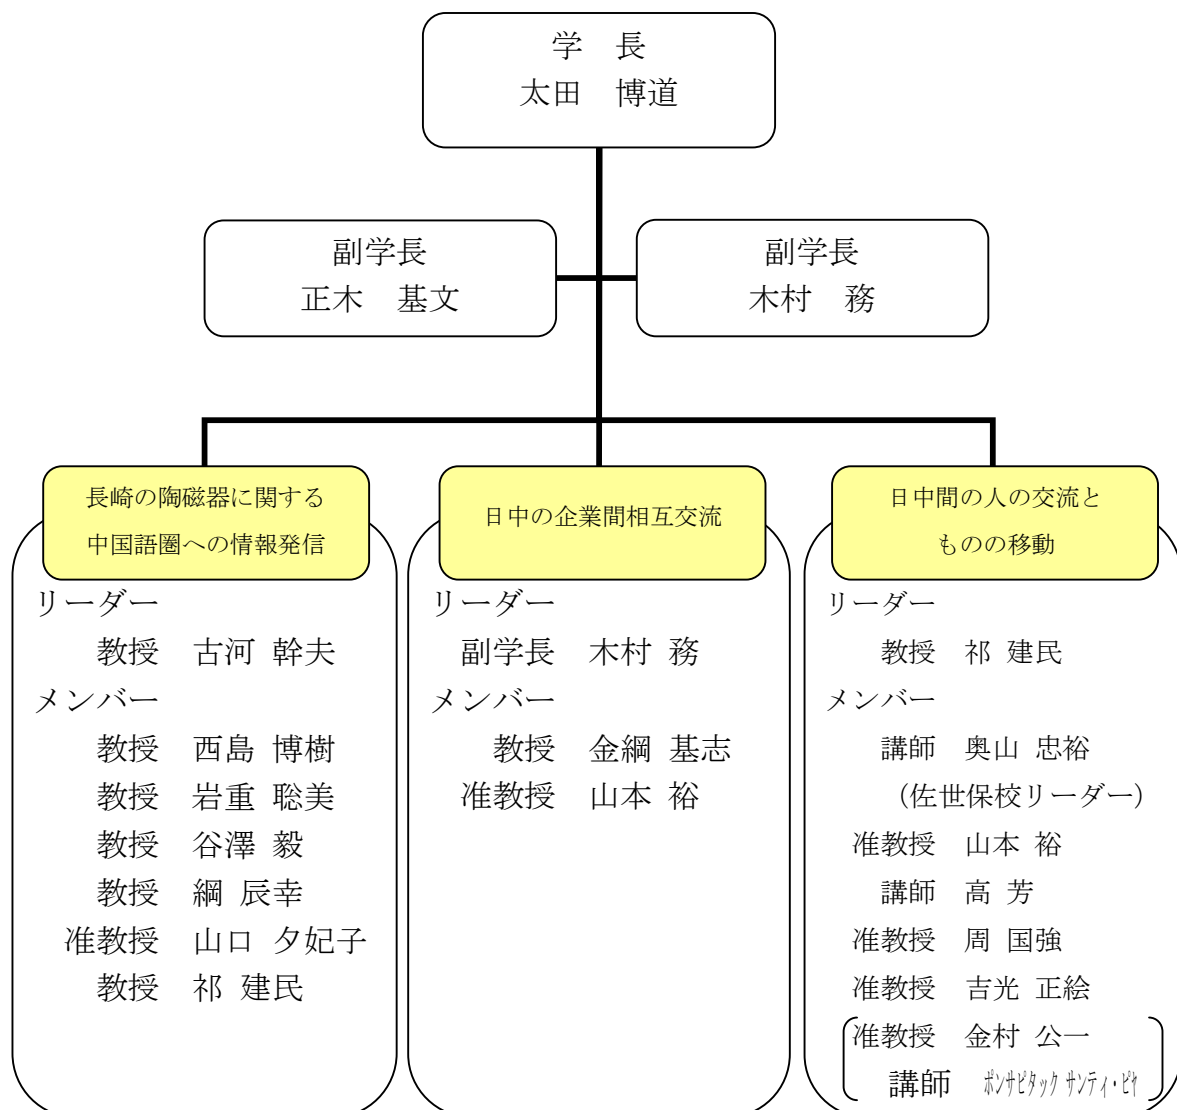 学　長
太田　博道
副学長
正木　基文
副学長
木村　務
長崎の陶磁器に関する
中国語圏への情報発信
リーダー
教授　古河 幹夫
メンバー
教授　西島 博樹
教授　岩重 聡美
教授　谷澤 毅
教授　綱 辰幸
准教授　山口 夕妃子
教授　祁 建民
日中の企業間相互交流
リーダー
副学長　木村 務
メンバー
教授　金綱 基志
准教授　山本 裕
日中間の人の交流と
ものの移動
リーダー
教授　祁 建民
メンバー
講師　奥山 忠裕
（佐世保校リーダー）
准教授　山本 裕
講師　高 芳
准教授　周 国強
准教授　吉光 正絵
准教授　金村 公一
講師　ポンサピタック サンティ・ピヤ